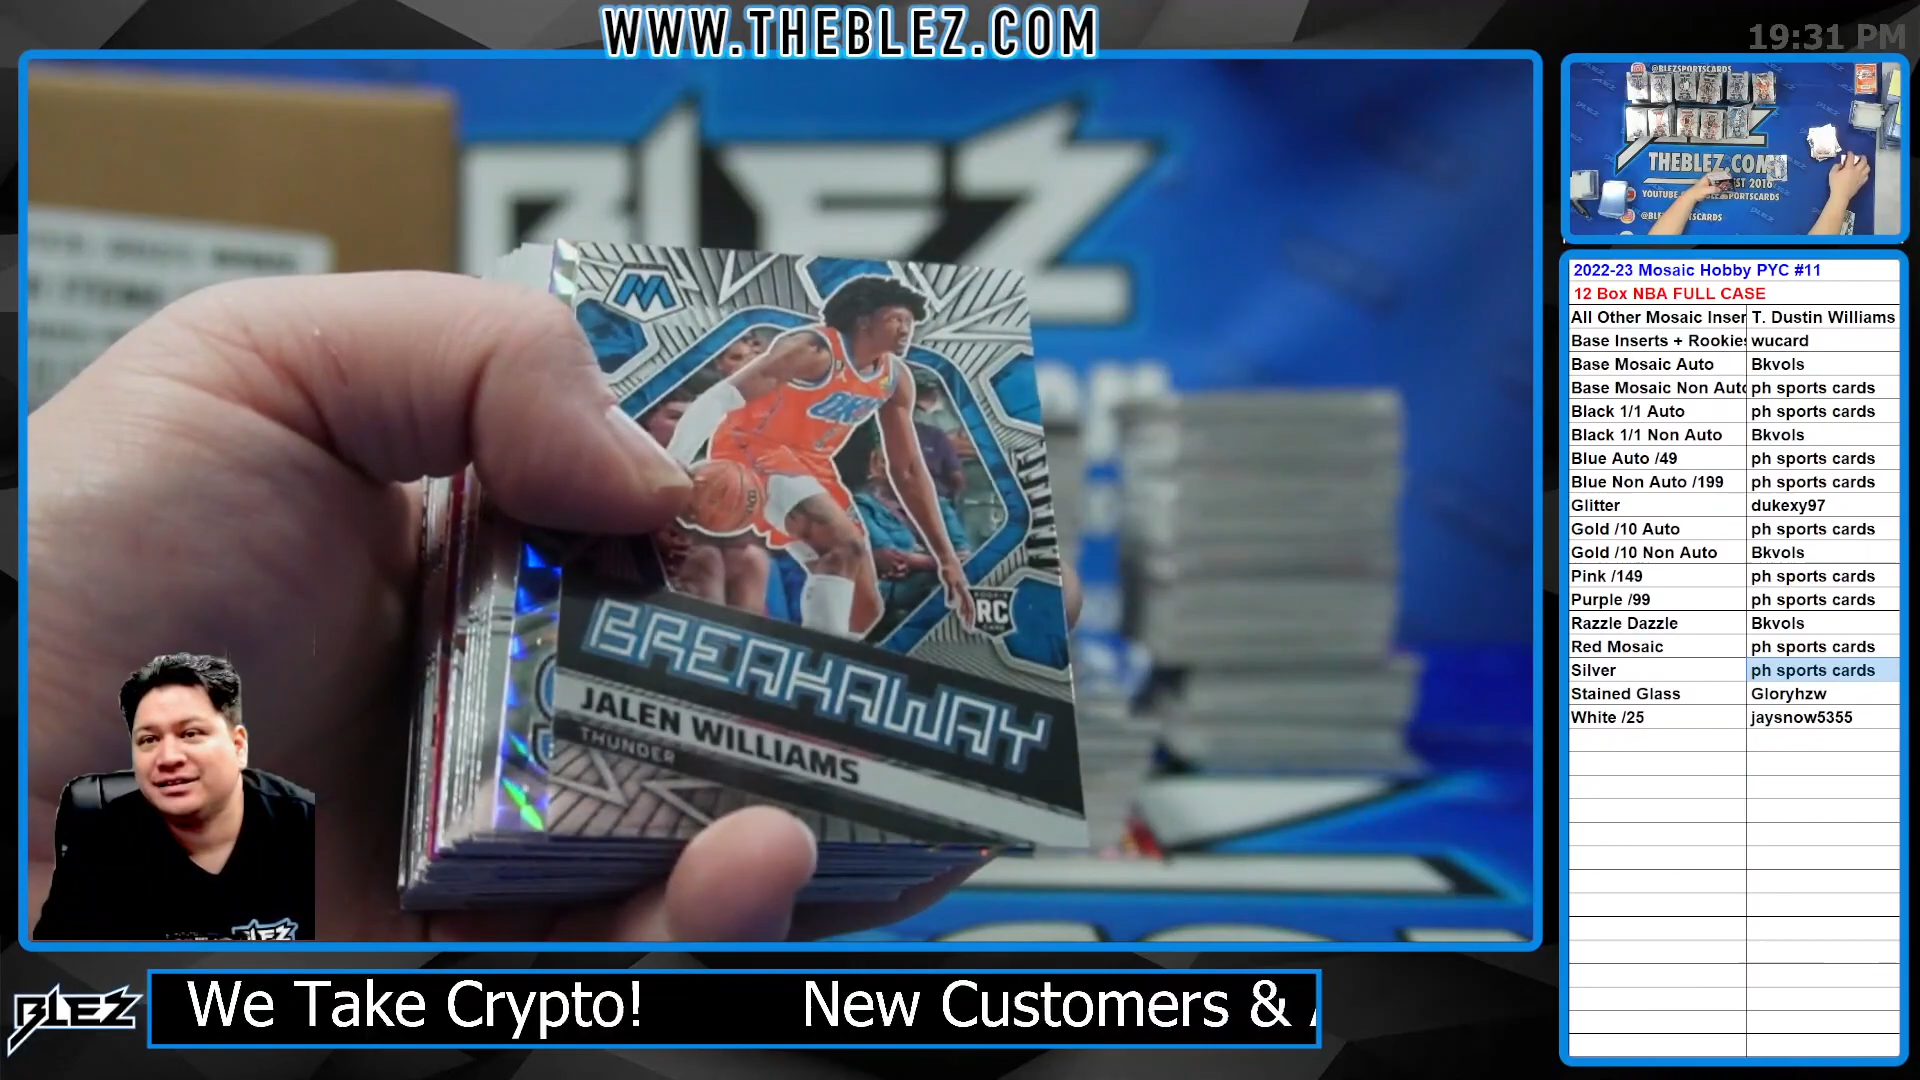 WWW.THEBLEZ.COM
19:31 PM
BLEZ
OKC
RC
BREAKAWAY
JALEN WILLIAMS
THUNDER
@BLEZSPORTSCARDS
THEBLEZ.COM
2022-23 Mosaic Hobby PYC #11
12 Box NBA FULL CASE
All Other Mosaic Inser T. Dustin Williams
Base Inserts + Rookies wucard
Base Mosaic Auto Bkvols
Base Mosaic Non Auto ph sports cards
Black 1/1 Auto ph sports cards
Black 1/1 Non Auto Bkvols
Blue Auto /49 ph sports cards
Blue Non Auto /199 ph sports cards
Glitter dukexy97
Gold /10 Auto ph sports cards
Gold /10 Non Auto Bkvols
Pink /149 ph sports cards
Purple /99 ph sports cards
Razzle Dazzle Bkvols
Red Mosaic ph sports cards
Silver ph sports cards
Stained Glass Gloryhzw
White /25 jaysnow5355
BLEZ
BLEZ
We Take Crypto! New Customers &